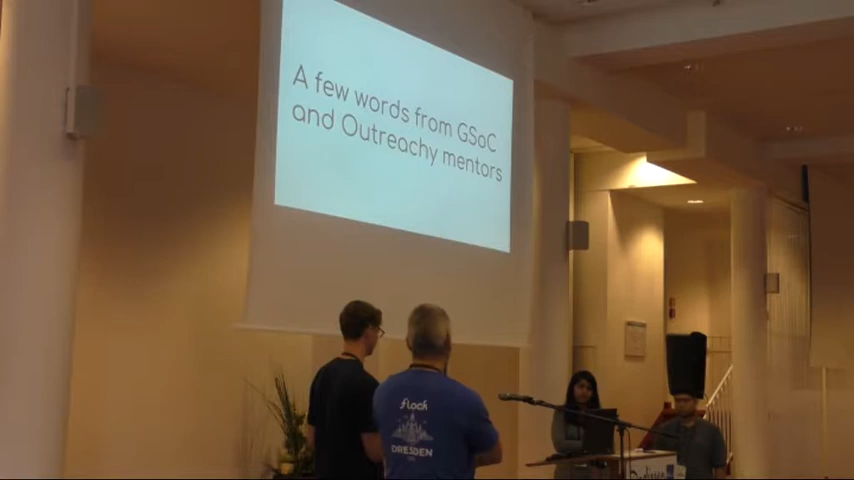 A few words from GSoC
and Outreachy mentors
flock
DRESDEN